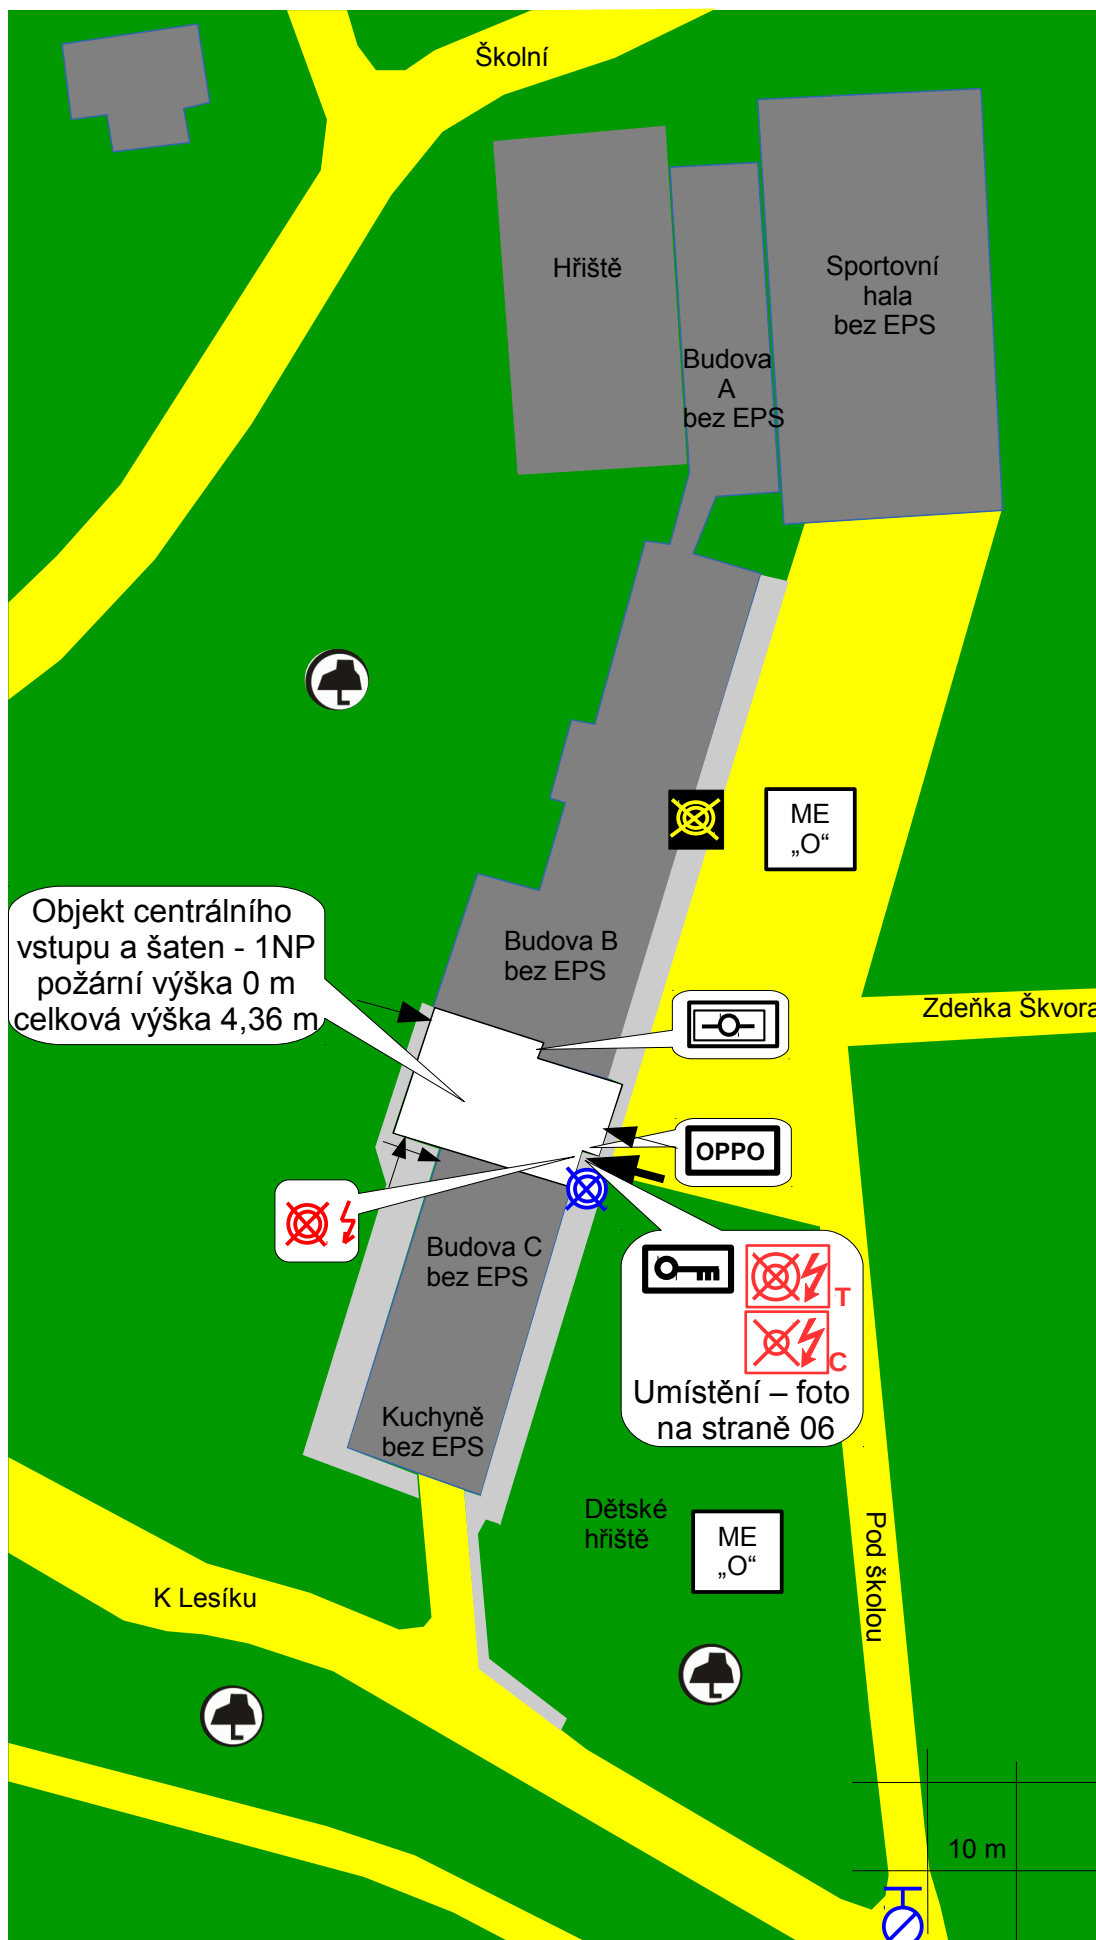 Školní
Hřiště
Sportovní
hala
bez EPS
Budova
A
bez EPS
ME
„O“
Objekt centrálního
vstupu a šaten - 1NP
požární výška 0 m
celková výška 4,36 m
Budova B
bez EPS
Zdeňka Škvora
OPPO
Budova C
bez EPS
T
C
Umístění – foto
na straně 06
Kuchyně
bez EPS
Dětské
hřiště
ME
„O“
Pod školou
K Lesíku
10 m